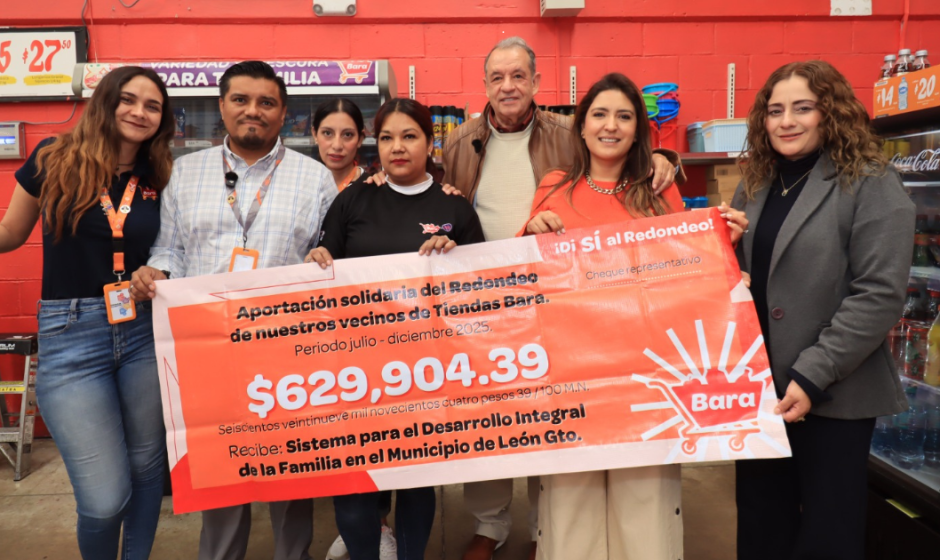 5
$27.50
VARIEDAD Y FRESCURA
PARA TU FAMILIA
Bara
$14
$20
Coca-Cola
¡Di SÍ al Redondeo!
Cheque representativo
Aportación solidaria del Redondeo
de nuestros vecinos de Tiendas Bara.
Periodo julio - diciembre 2025.
$629,904.39
Seiscientos veintinueve mil novecientos cuatro pesos 39 / 100 M.N.
Recibe: Sistema para el Desarrollo Integral
de la Familia en el Municipio de León Gto.
Bara